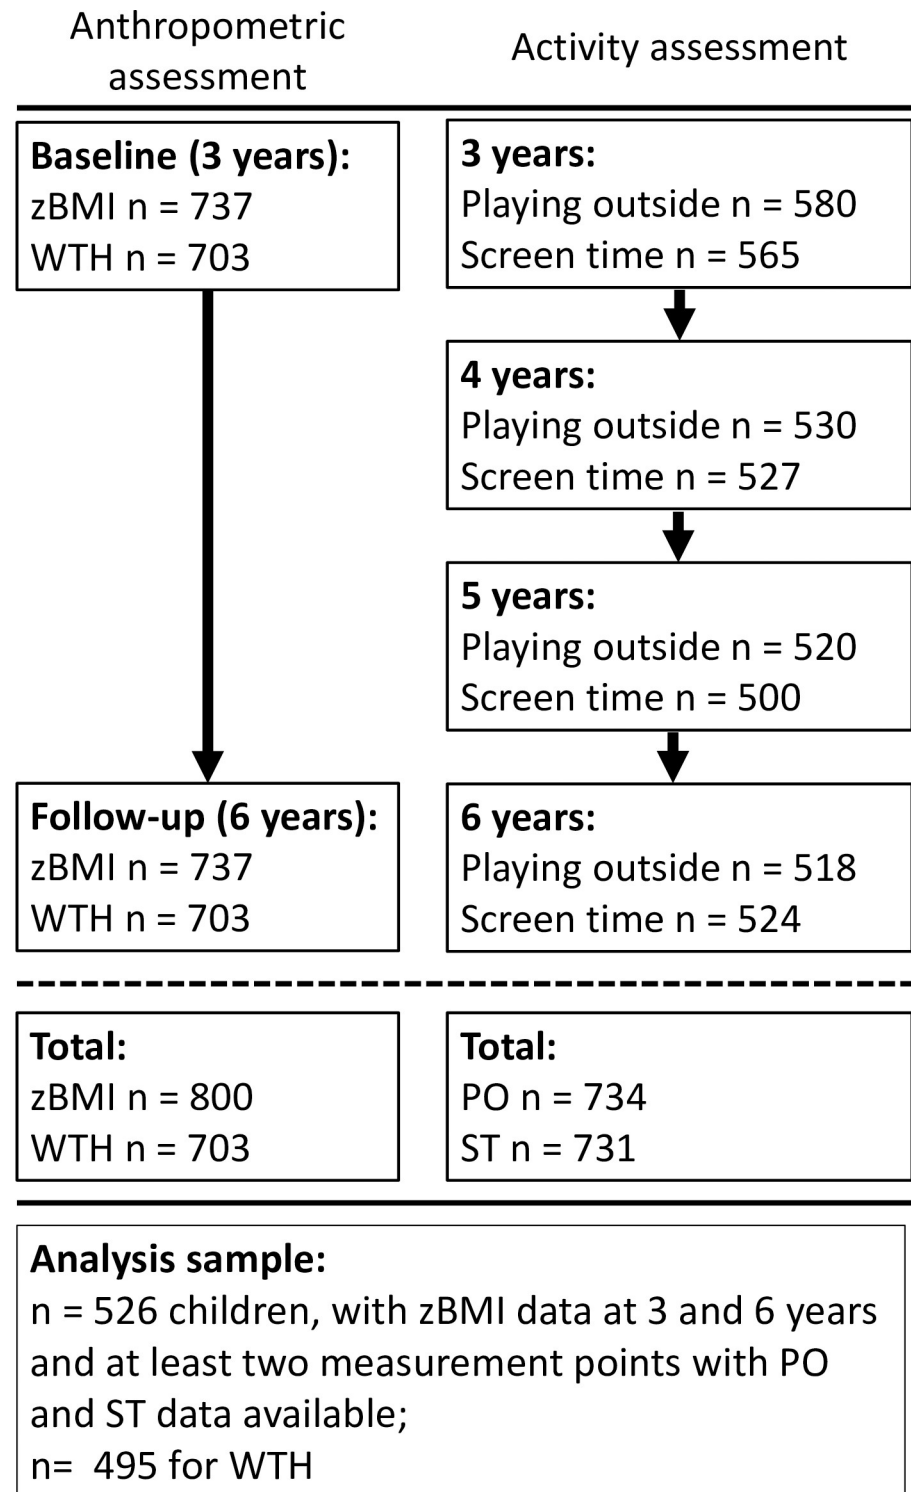 Anthropometric
assessment
Activity assessment
Baseline (3 years):
zBMI n = 737
WTH n = 703
3 years:
Playing outside n = 580
Screen time n = 565
4 years:
Playing outside n = 530
Screen time n = 527
5 years:
Playing outside n = 520
Screen time n = 500
Follow-up (6 years):
zBMI n = 737
WTH n = 703
6 years:
Playing outside n = 518
Screen time n = 524
Total:
zBMI n = 800
WTH n = 703
Total:
PO n = 734
ST n = 731
Analysis sample:
n = 526 children, with zBMI data at 3 and 6 years
and at least two measurement points with PO
and ST data available;
n=  495 for WTH